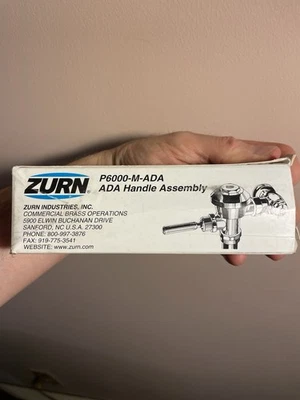 ZURN
P6000-M-ADA
ADA Handle Assembly
ZURN INDUSTRIES, INC.
COMMERCIAL BRASS OPERATIONS
5900 ELWIN BUCHANAN DRIVE
SANFORD, NC U.S.A. 27300
PHONE: 800-997-3876
FAX: 919-775-3541
WEBSITE: www.zurn.com